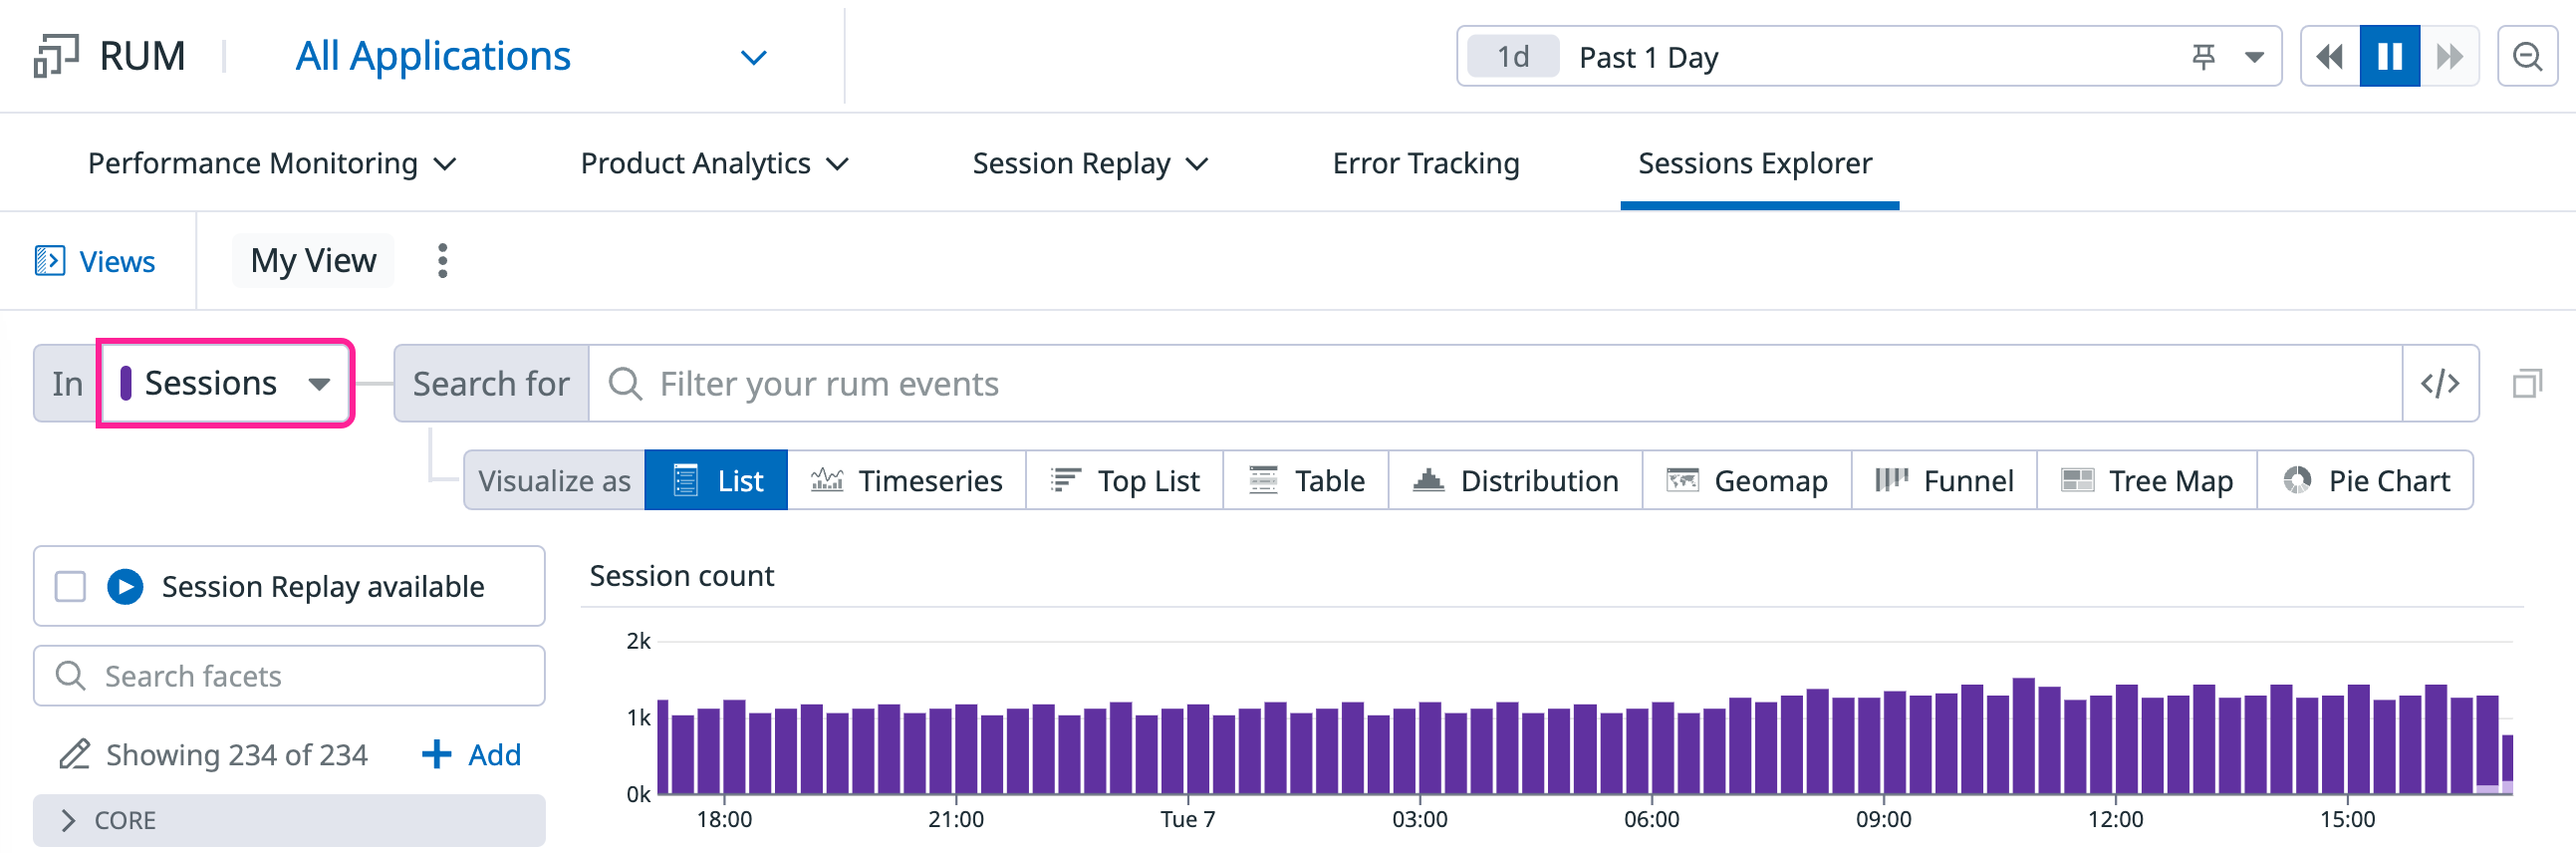 RUM All Applications 1d Past 1 Day
Performance Monitoring Product Analytics Session Replay Error Tracking Sessions Explorer
Views My View
In Sessions Search for Filter your rum events </>
Visualize as List Timeseries Top List Table Distribution Geomap Funnel Tree Map Pie Chart
Session Replay available
Search facets
Showing 234 of 234 + Add
CORE
Session count
2k
1k
0k
18:00 21:00 Tue 7 03:00 06:00 09:00 12:00 15:00